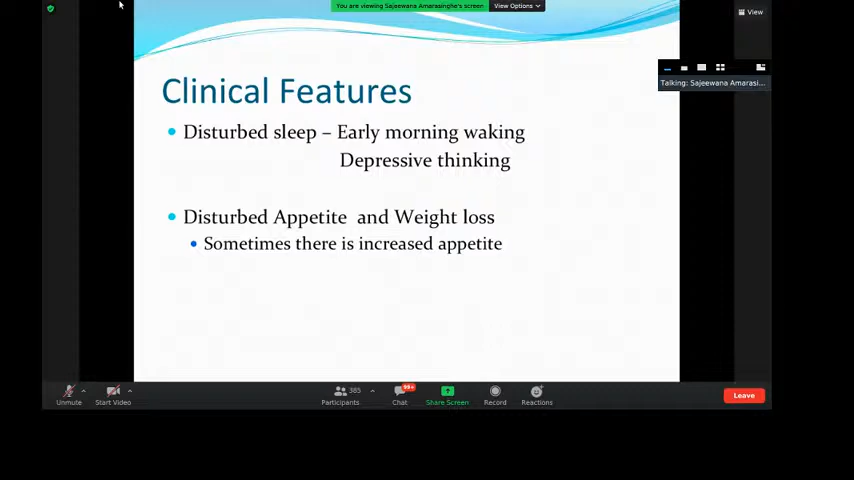 You are viewing Sajeewana Amarasinghe's screen
View Options
View
Talking: Sajeewana Amarasi...
Clinical Features
Disturbed sleep – Early morning waking
Depressive thinking
Disturbed Appetite and Weight loss
Sometimes there is increased appetite
Unmute
Start Video
385
Participants
99+
Chat
Share Screen
Record
Reactions
Leave